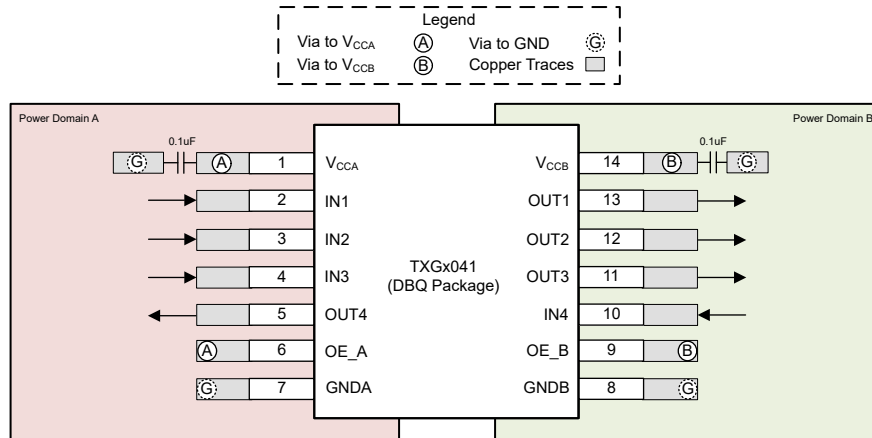 Legend
Via to VCCA A Via to GND G
Via to VCCB B Copper Traces
Power Domain A Power Domain B
0.1uF 0.1uF
G A 1 VCCA VCCB 14 B G
2 IN1 OUT1 13
3 IN2 OUT2 12
4 IN3 OUT3 11
TXGx041
(DBQ Package)
5 OUT4 IN4 10
A 6 OE_A OE_B 9 B
G 7 GNDA GNDB 8 G